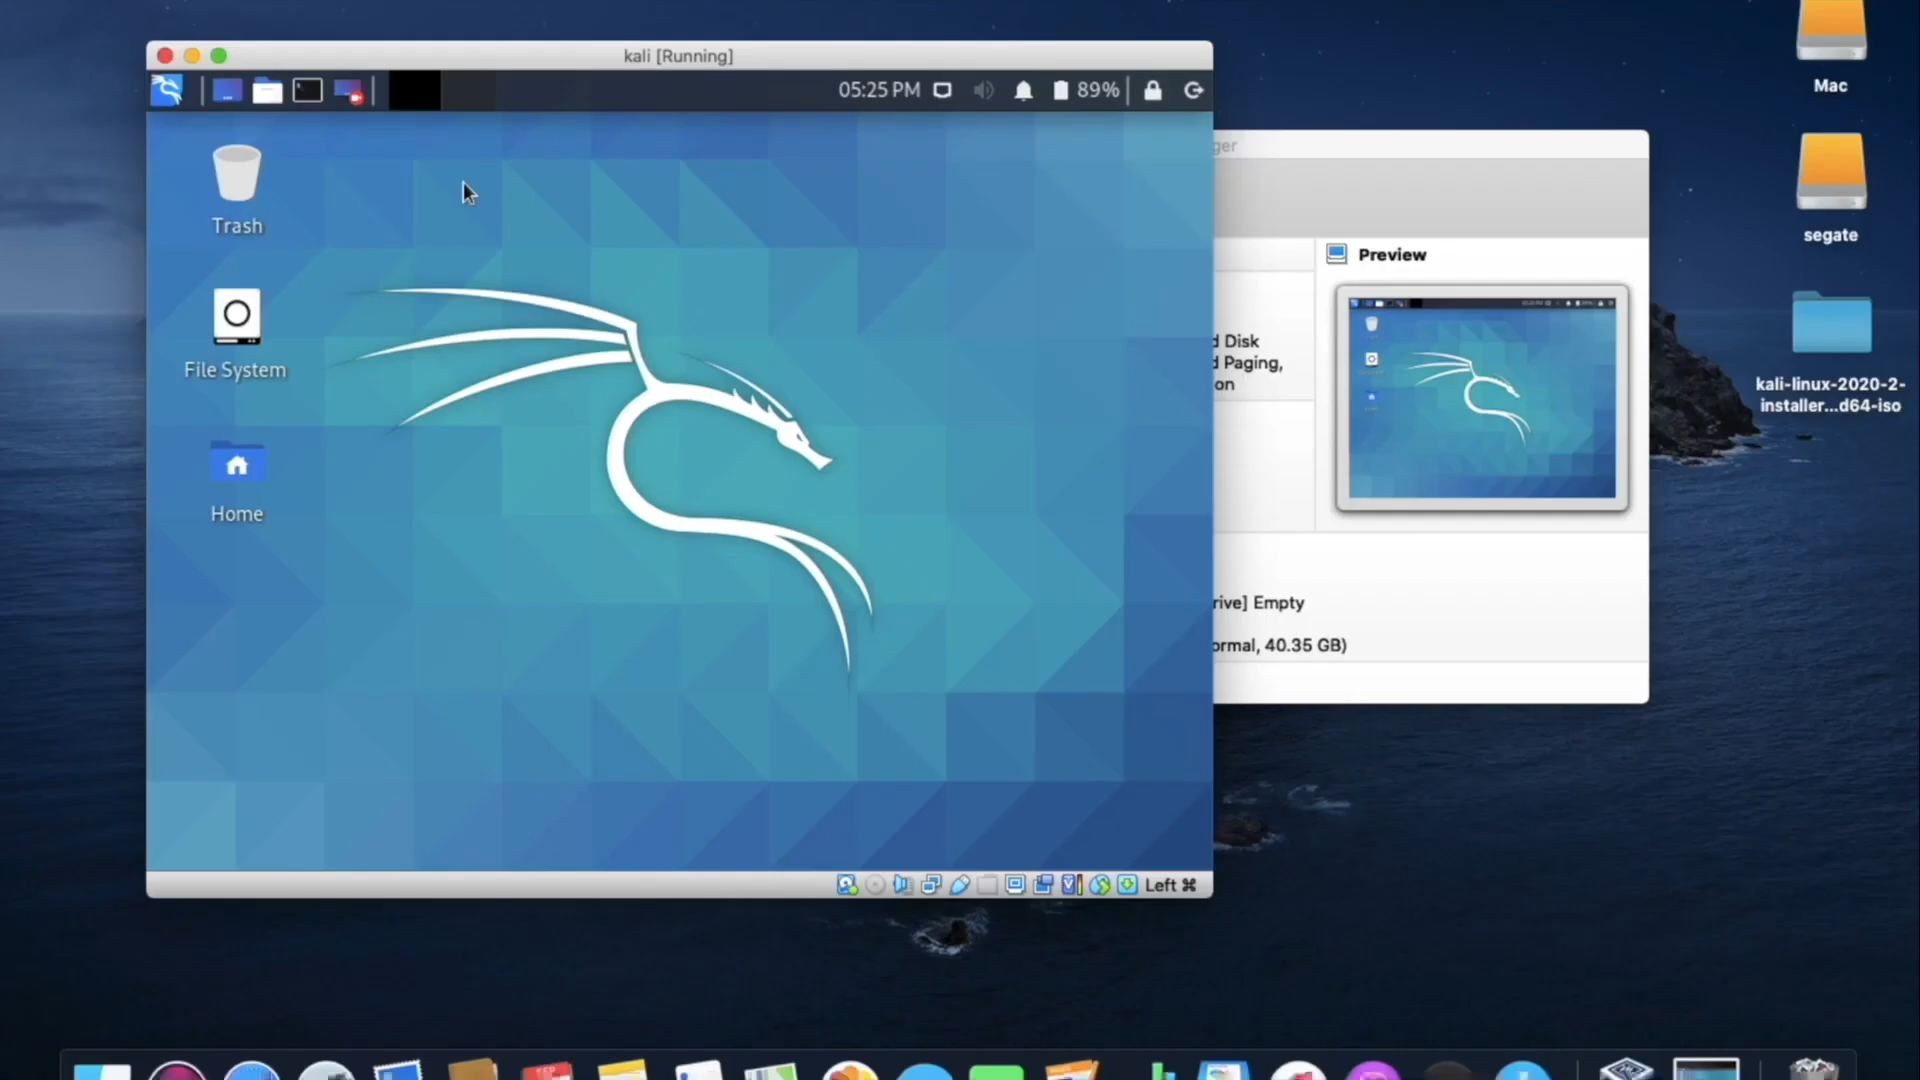 kali [Running]
05:25 PM
89%
Trash
File System
Home
Left ⌘
ger
Preview
d Disk
d Paging,
on
rive] Empty
ormal, 40.35 GB)
Mac
segate
kali-linux-2020-2-
installer...d64-iso